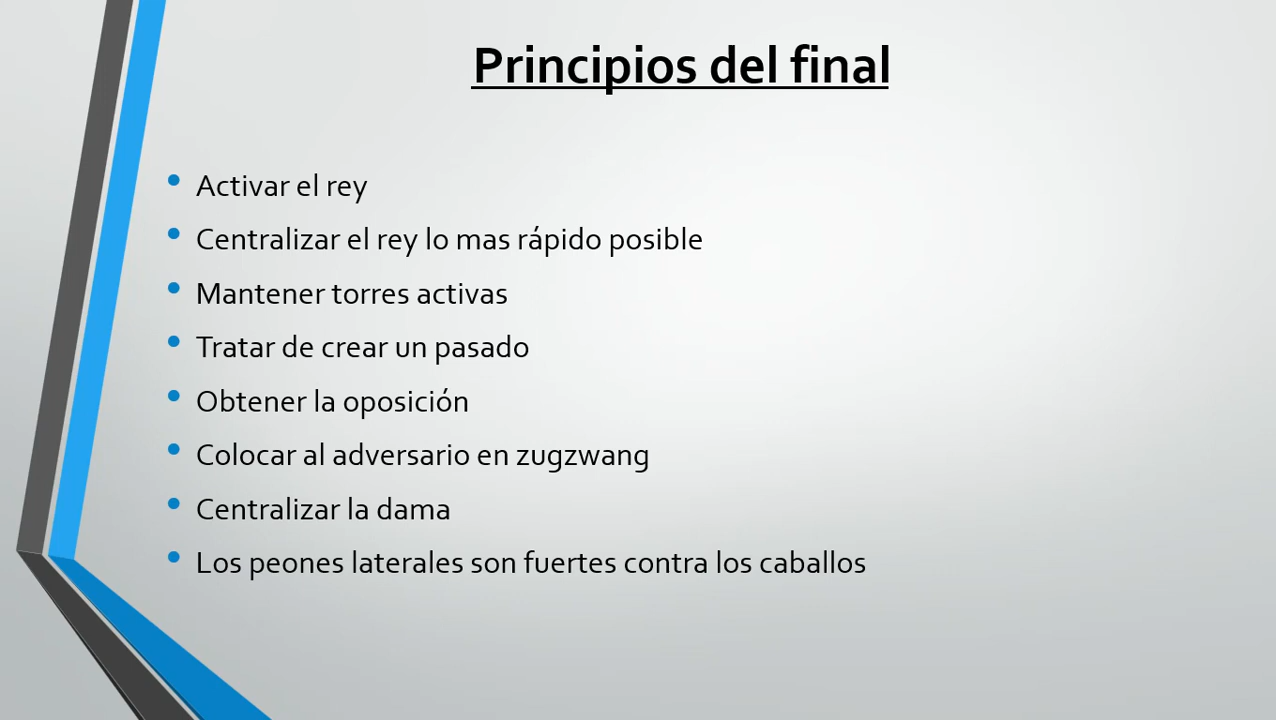 Principios del final
• Activar el rey
• Centralizar el rey lo mas rápido posible
• Mantener torres activas
• Tratar de crear un pasado
• Obtener la oposición
• Colocar al adversario en zugzwang
• Centralizar la dama
• Los peones laterales son fuertes contra los caballos